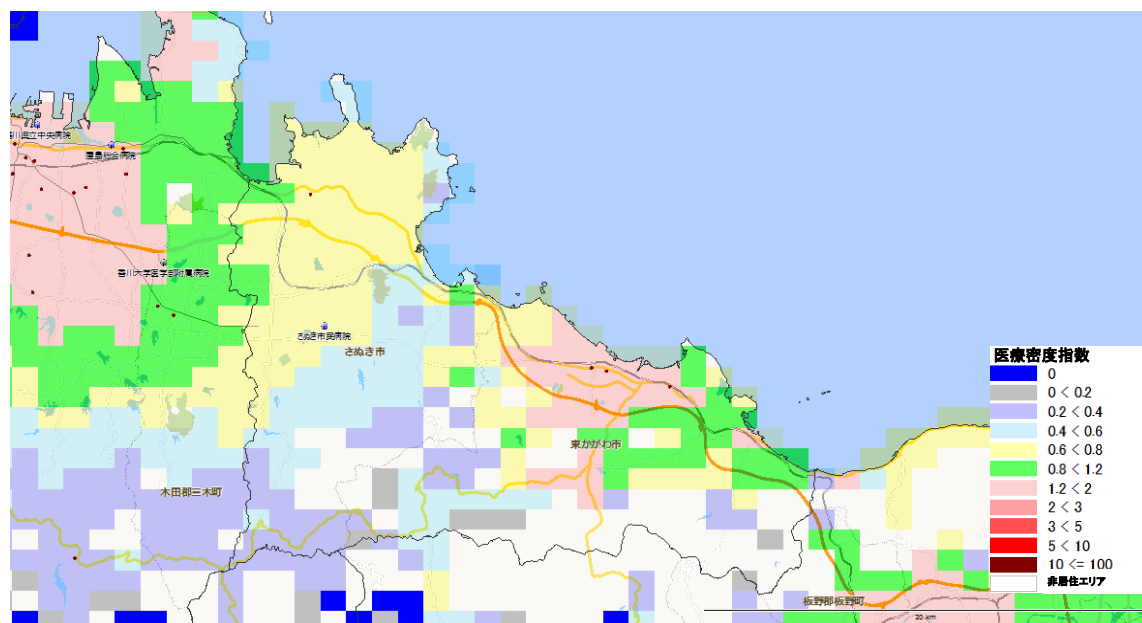 川県立中央病院
屋島総合病院
香川大学医学部付属病院
さぬき市民病院
さぬき市
東かがわ市
木田郡三木町
板野郡板野町
医療密度指数
0
0 < 0.2
0.2 < 0.4
0.4 < 0.6
0.6 < 0.8
0.8 < 1.2
1.2 < 2
2 < 3
3 < 5
5 < 10
10 <= 100
非居住エリア
20 km